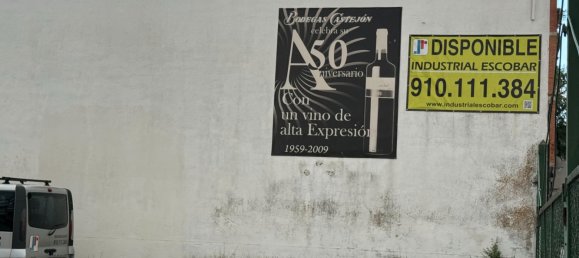 Bodegas Castejón
celebra su
50
Aniversario
Con
un vino de
alta Expresión
1959-2009
DISPONIBLE
INDUSTRIAL ESCOBAR
910.111.384
www.industrialescobar.com